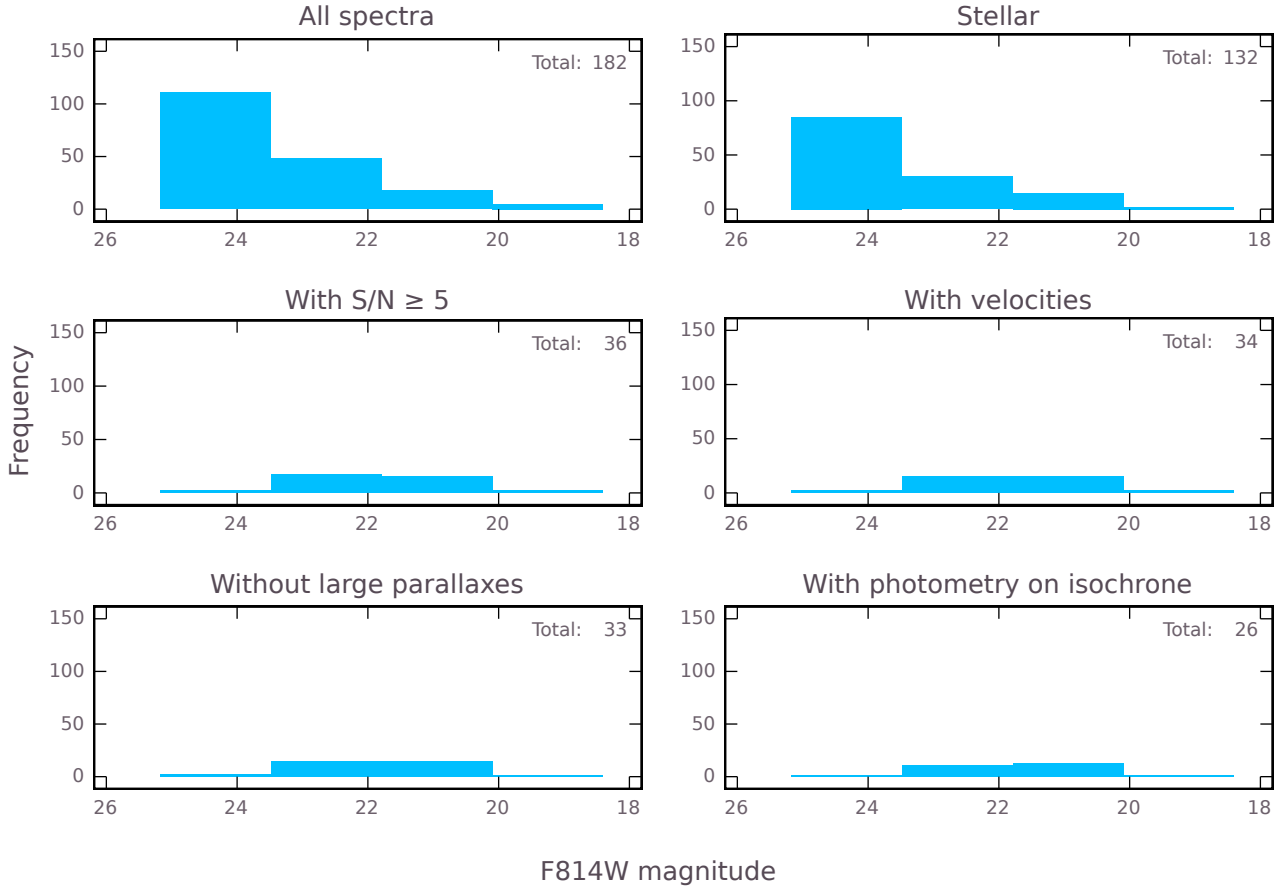 All spectra
Total: 182
150
100
50
0
26 24 22 20 18
Stellar
Total: 132
150
100
50
0
26 24 22 20 18
With S/N ≥ 5
Total: 36
150
100
50
0
26 24 22 20 18
With velocities
Total: 34
150
100
50
0
26 24 22 20 18
Frequency
Without large parallaxes
Total: 33
150
100
50
0
26 24 22 20 18
With photometry on isochrone
Total: 26
150
100
50
0
26 24 22 20 18
F814W magnitude